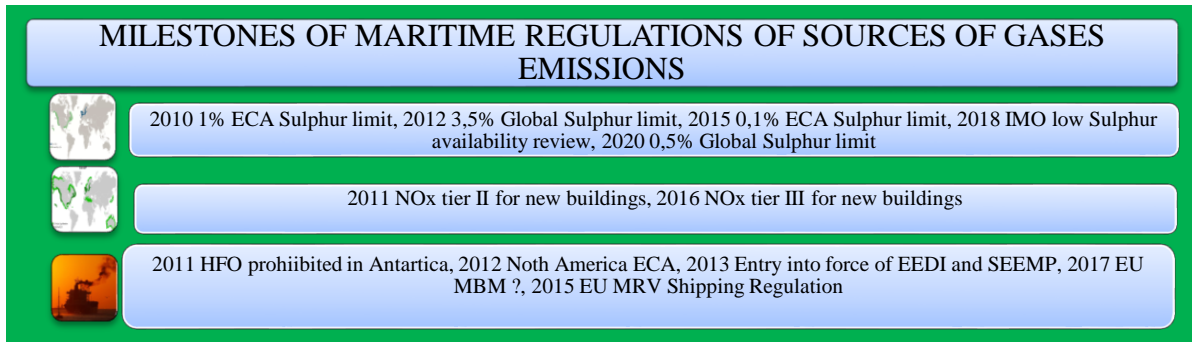 MILESTONES OF MARITIME REGULATIONS OF SOURCES OF GASES
EMISSIONS
2010 1% ECA Sulphur limit, 2012 3,5% Global Sulphur limit, 2015 0,1% ECA Sulphur limit, 2018 IMO low Sulphur
availability review, 2020 0,5% Global Sulphur limit
2011 NOx tier II for new buildings, 2016 NOx tier III for new buildings
2011 HFO prohiibited in Antartica, 2012 Noth America ECA, 2013 Entry into force of EEDI and SEEMP, 2017 EU
MBM ?, 2015 EU MRV Shipping Regulation